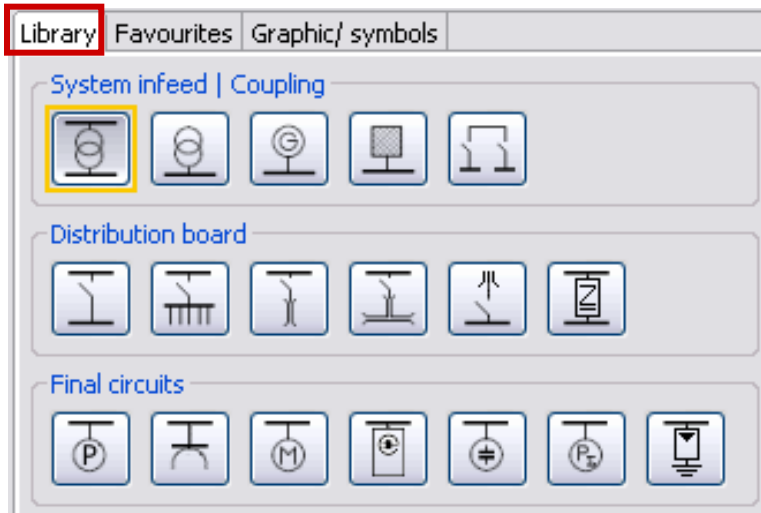 Library Favourites Graphic/ symbols
System infeed | Coupling
G
Distribution board
Z
Final circuits
P M P